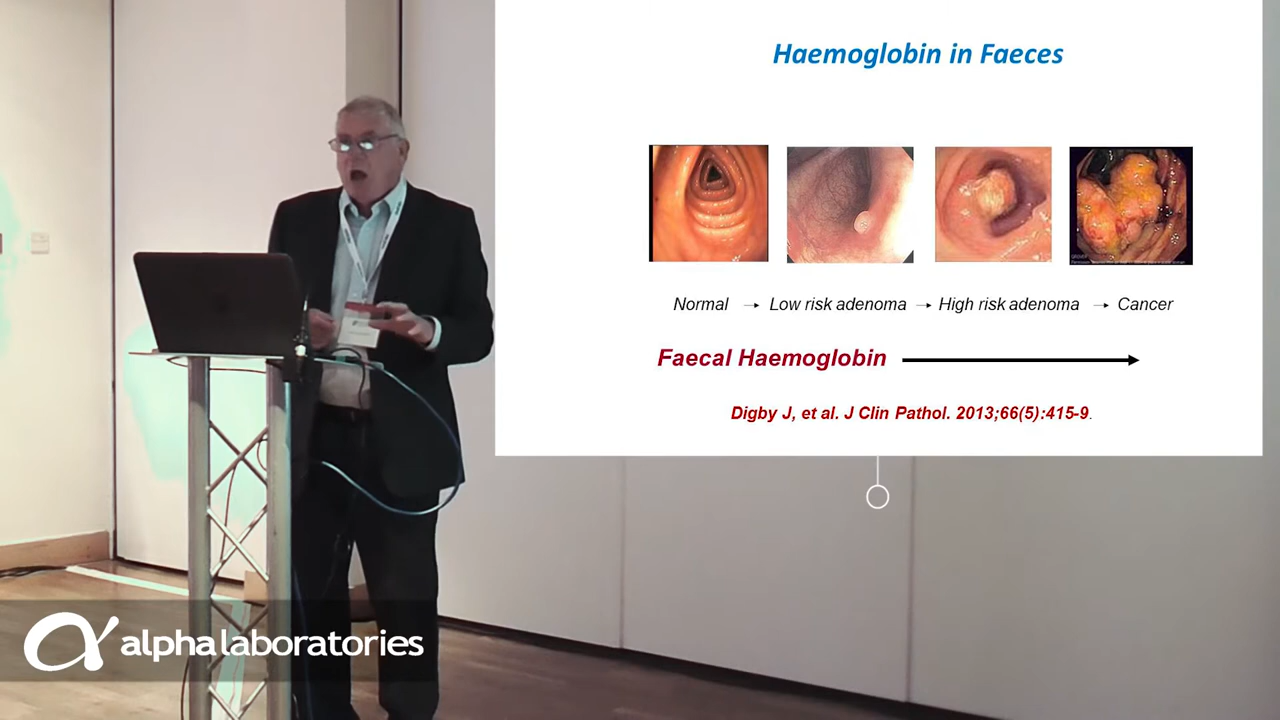 Haemoglobin in Faeces
Normal → Low risk adenoma → High risk adenoma → Cancer
Faecal Haemoglobin
Digby J, et al. J Clin Pathol. 2013;66(5):415-9.
alphalaboratories